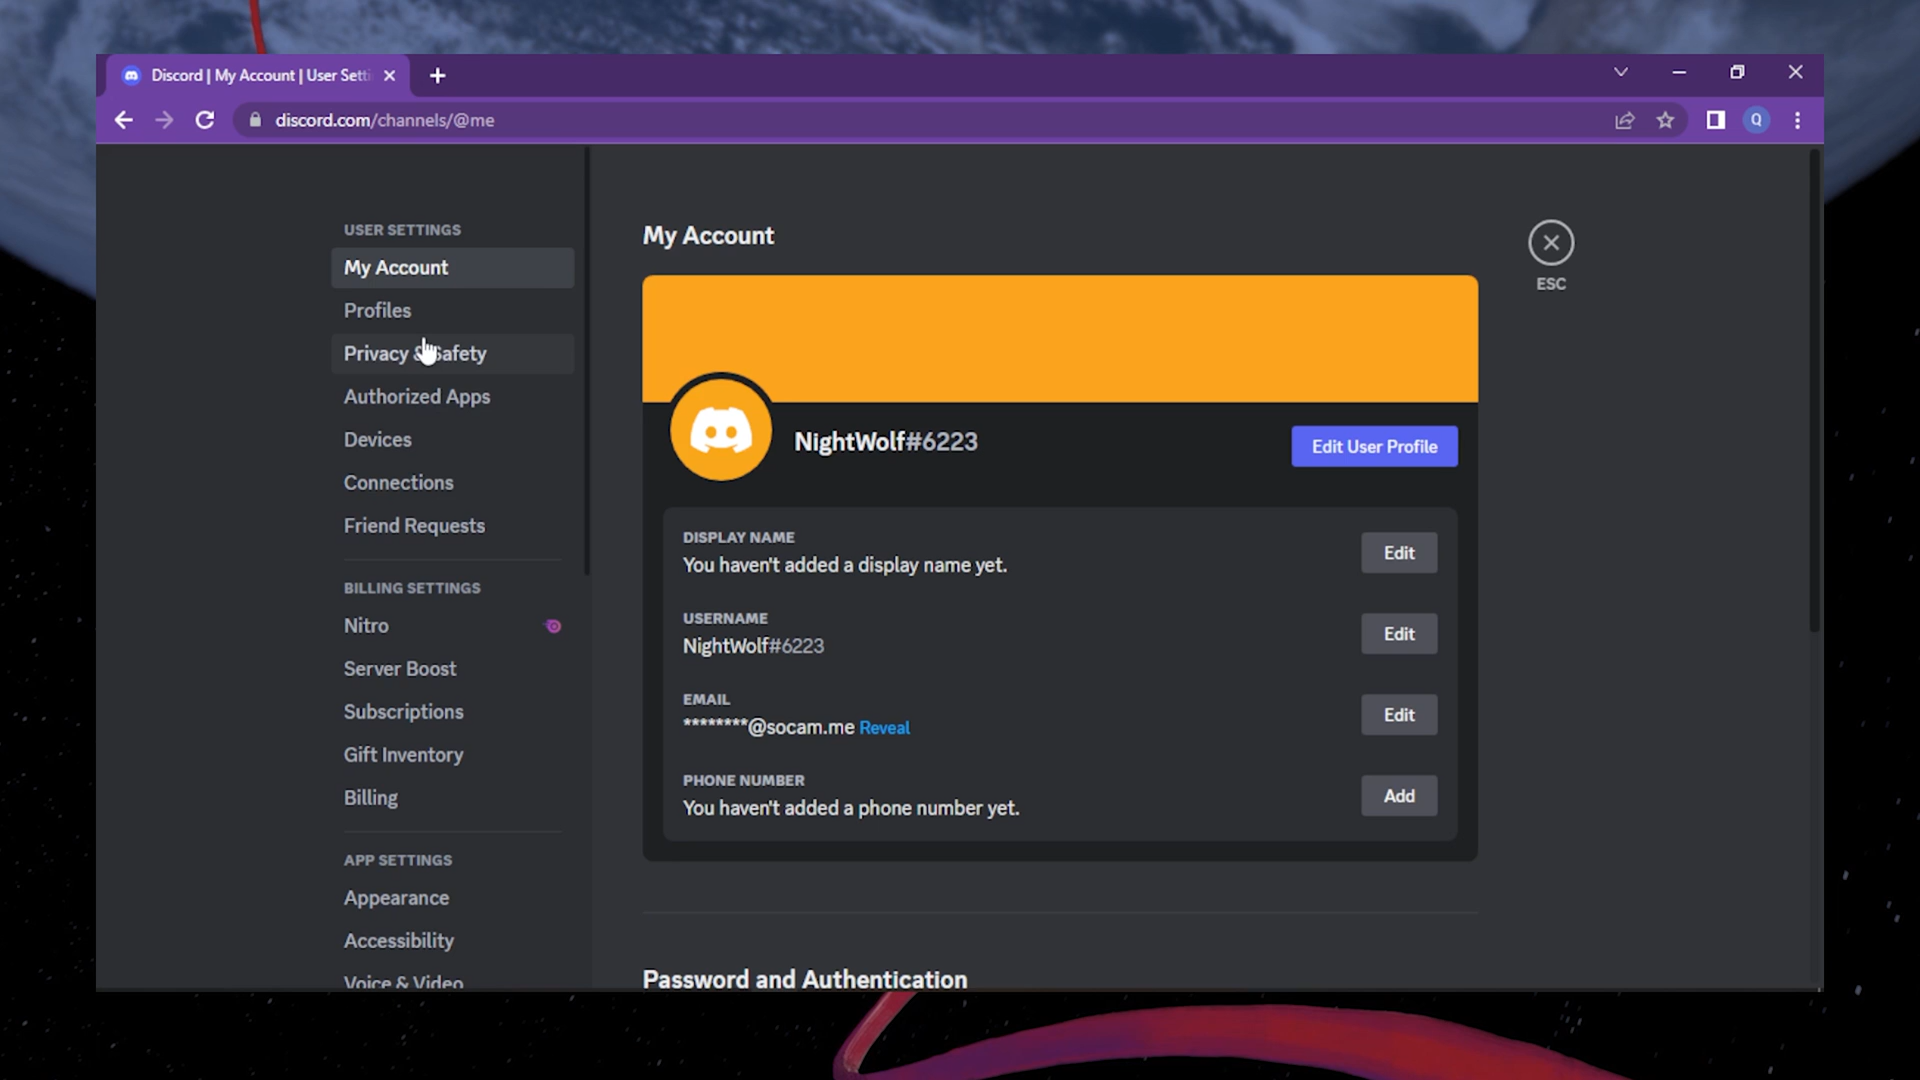 Discord | My Account | User Setti
discord.com/channels/@me
Q
USER SETTINGS
My Account
Profiles
Privacy & Safety
Authorized Apps
Devices
Connections
Friend Requests
BILLING SETTINGS
Nitro
Server Boost
Subscriptions
Gift Inventory
Billing
APP SETTINGS
Appearance
Accessibility
Voice & Video
My Account
ESC
NightWolf#6223
Edit User Profile
DISPLAY NAME
You haven't added a display name yet.
Edit
USERNAME
NightWolf#6223
Edit
EMAIL
********@socam.me Reveal
Edit
PHONE NUMBER
You haven't added a phone number yet.
Add
Password and Authentication